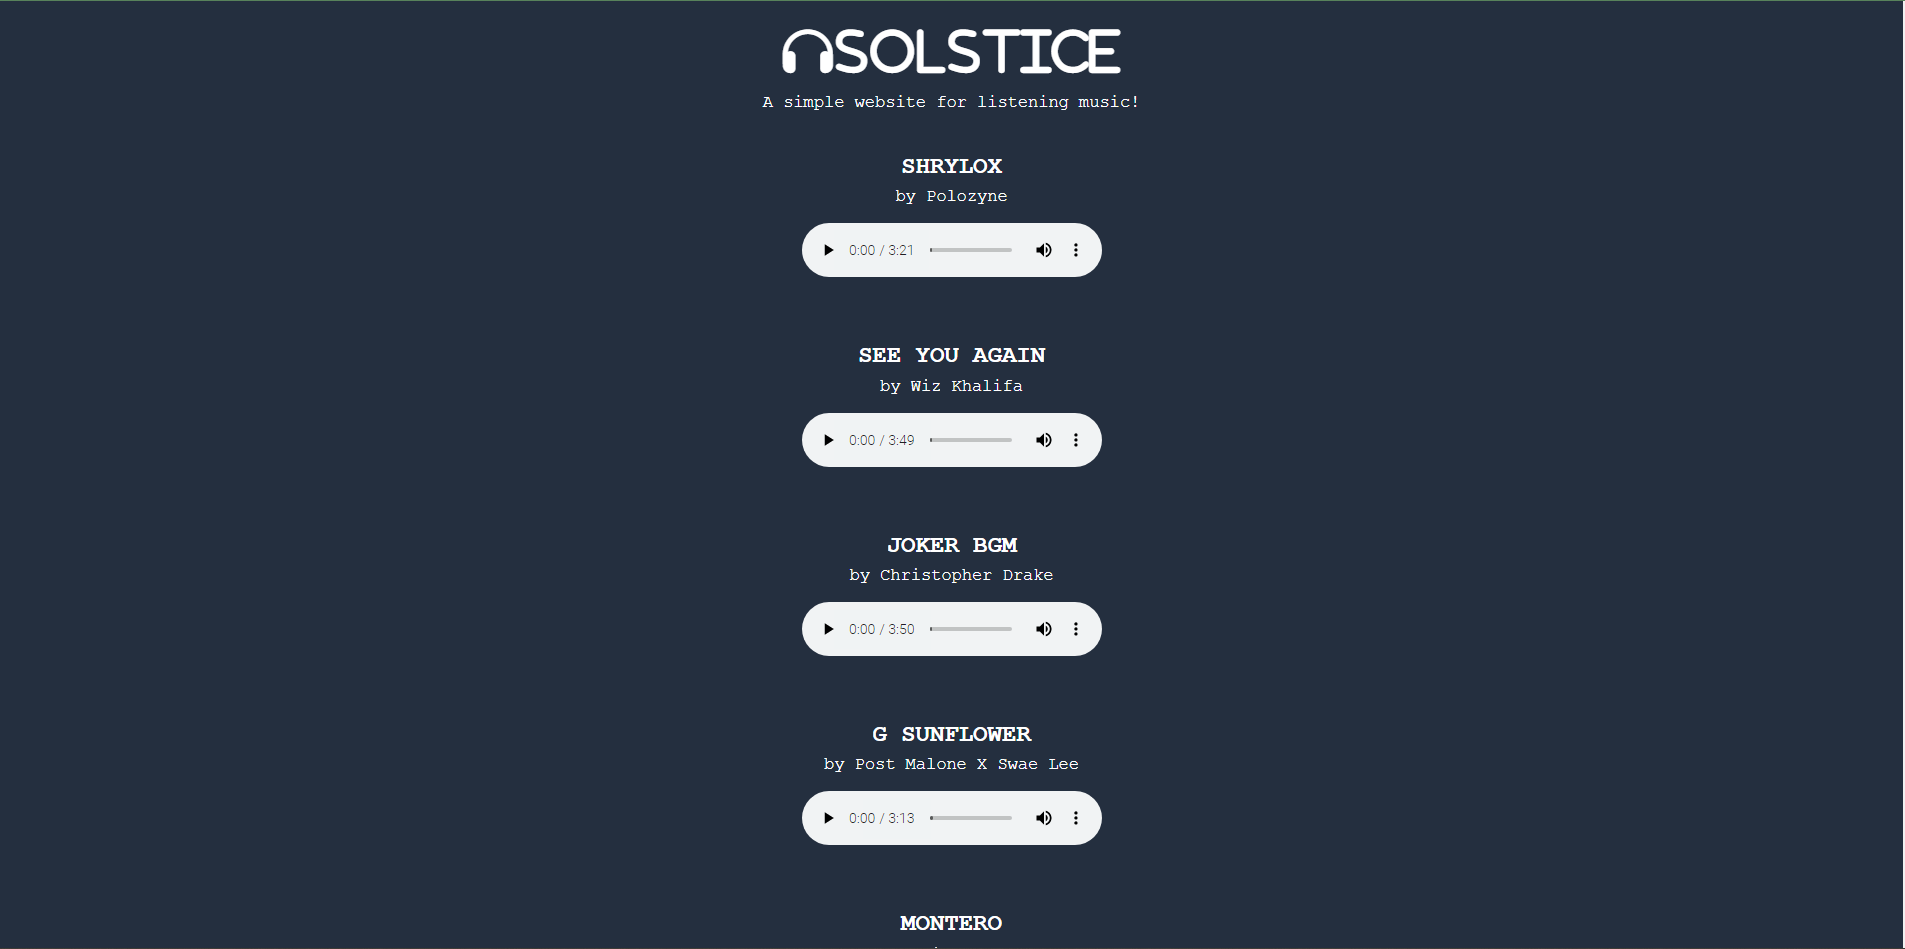 SOLSTICE
A simple website for listening music!
SHRYLOX
by Polozyne
0:00 / 3:21
SEE YOU AGAIN
by Wiz Khalifa
0:00 / 3:49
JOKER BGM
by Christopher Drake
0:00 / 3:50
G SUNFLOWER
by Post Malone X Swae Lee
0:00 / 3:13
MONTERO